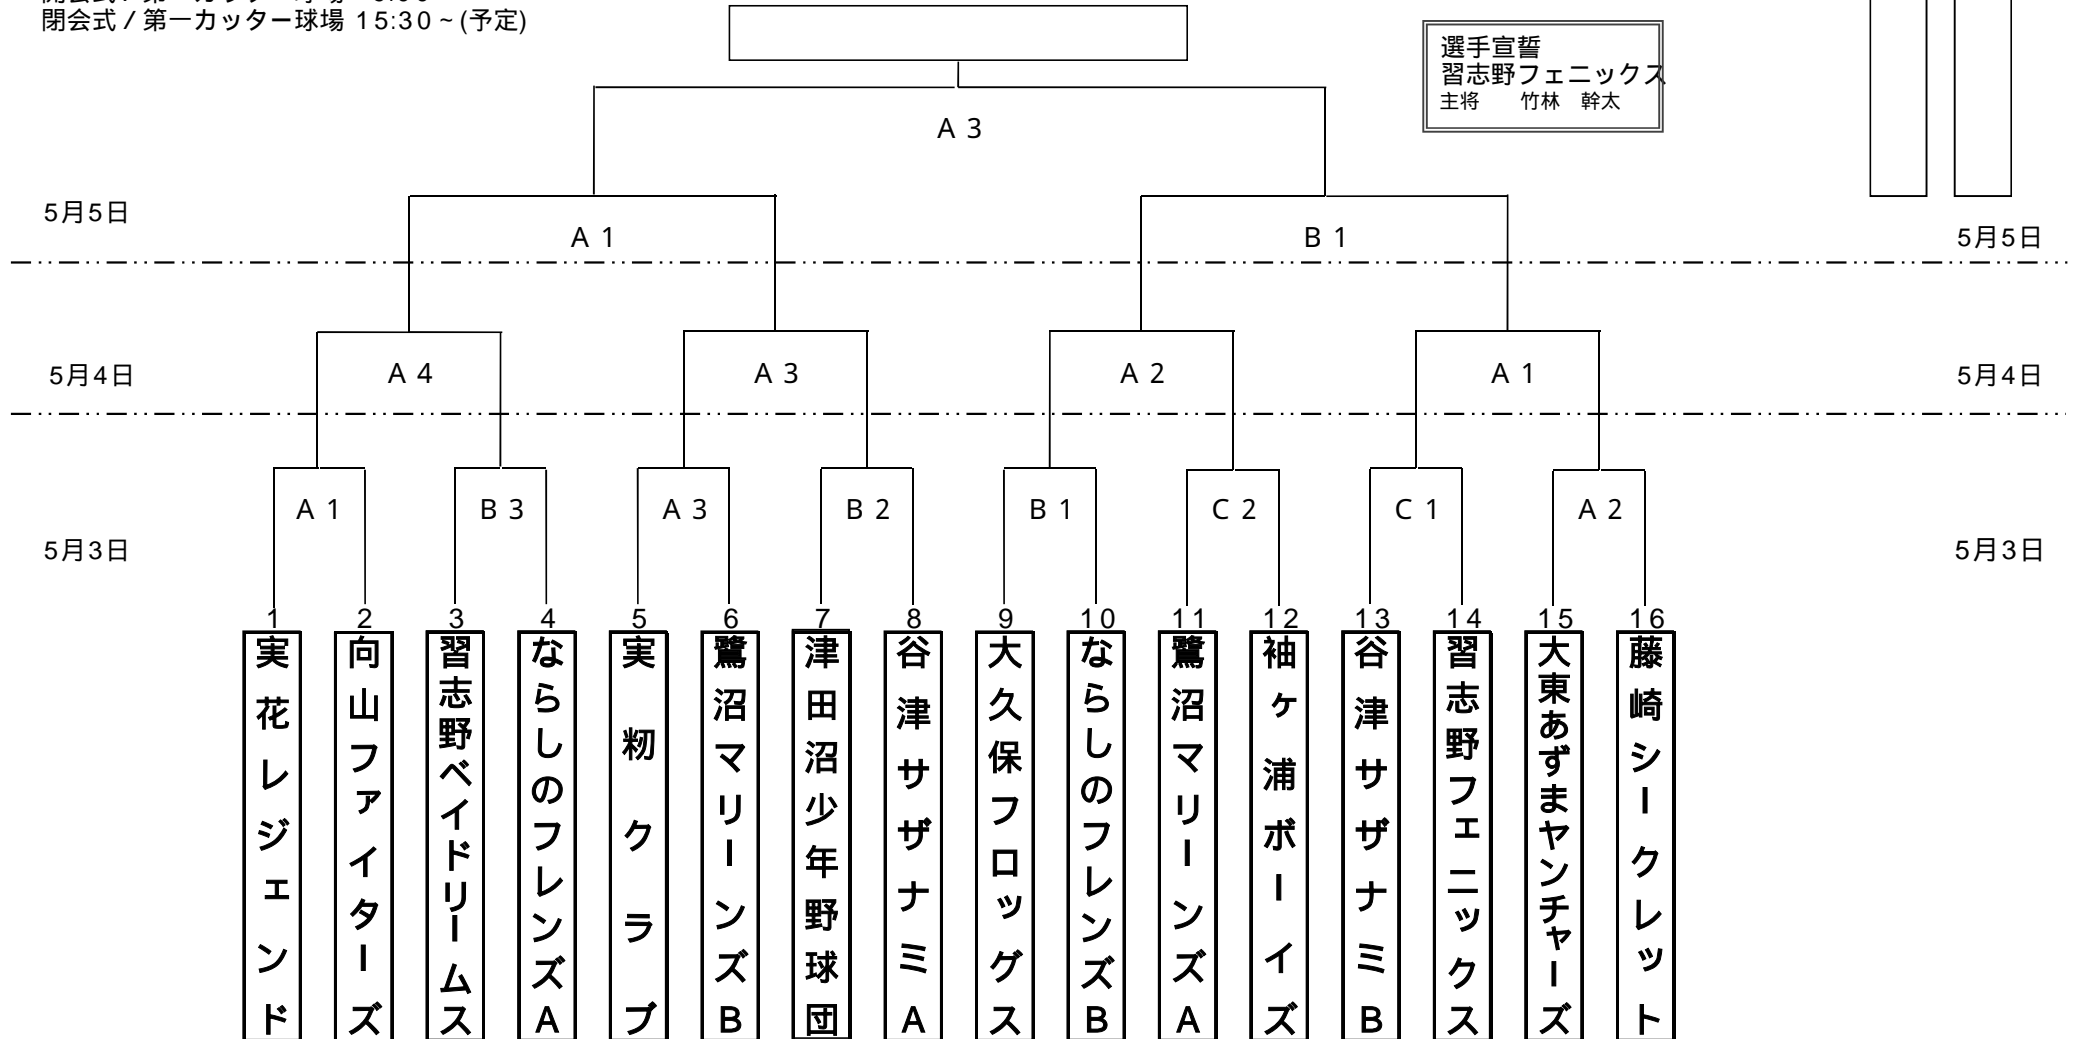 閉会式 / 第一カッター球場 15:30 ~ (予定)
選手宣誓
習志野フェニックス
主将　竹林　幹太
A 3
5月5日
A 1
B 1
5月5日
5月4日
A 4
A 3
A 2
A 1
5月4日
A 1
B 3
A 3
B 2
B 1
C 2
C 1
A 2
5月3日
5月3日
1
2
3
4
5
6
7
8
9
10
11
12
13
14
15
16
実花レジェンド
向山ファイターズ
習志野ベイドリームス
ならしのフレンズA
実籾クラブ
鷺沼マリーンズB
津田沼少年野球団
谷津サザナミA
大久保フロッグス
ならしのフレンズB
鷺沼マリーンズA
袖ヶ浦ボーイズ
谷津サザナミB
習志野フェニックス
大東あずまヤンチャーズ
藤崎シークレット